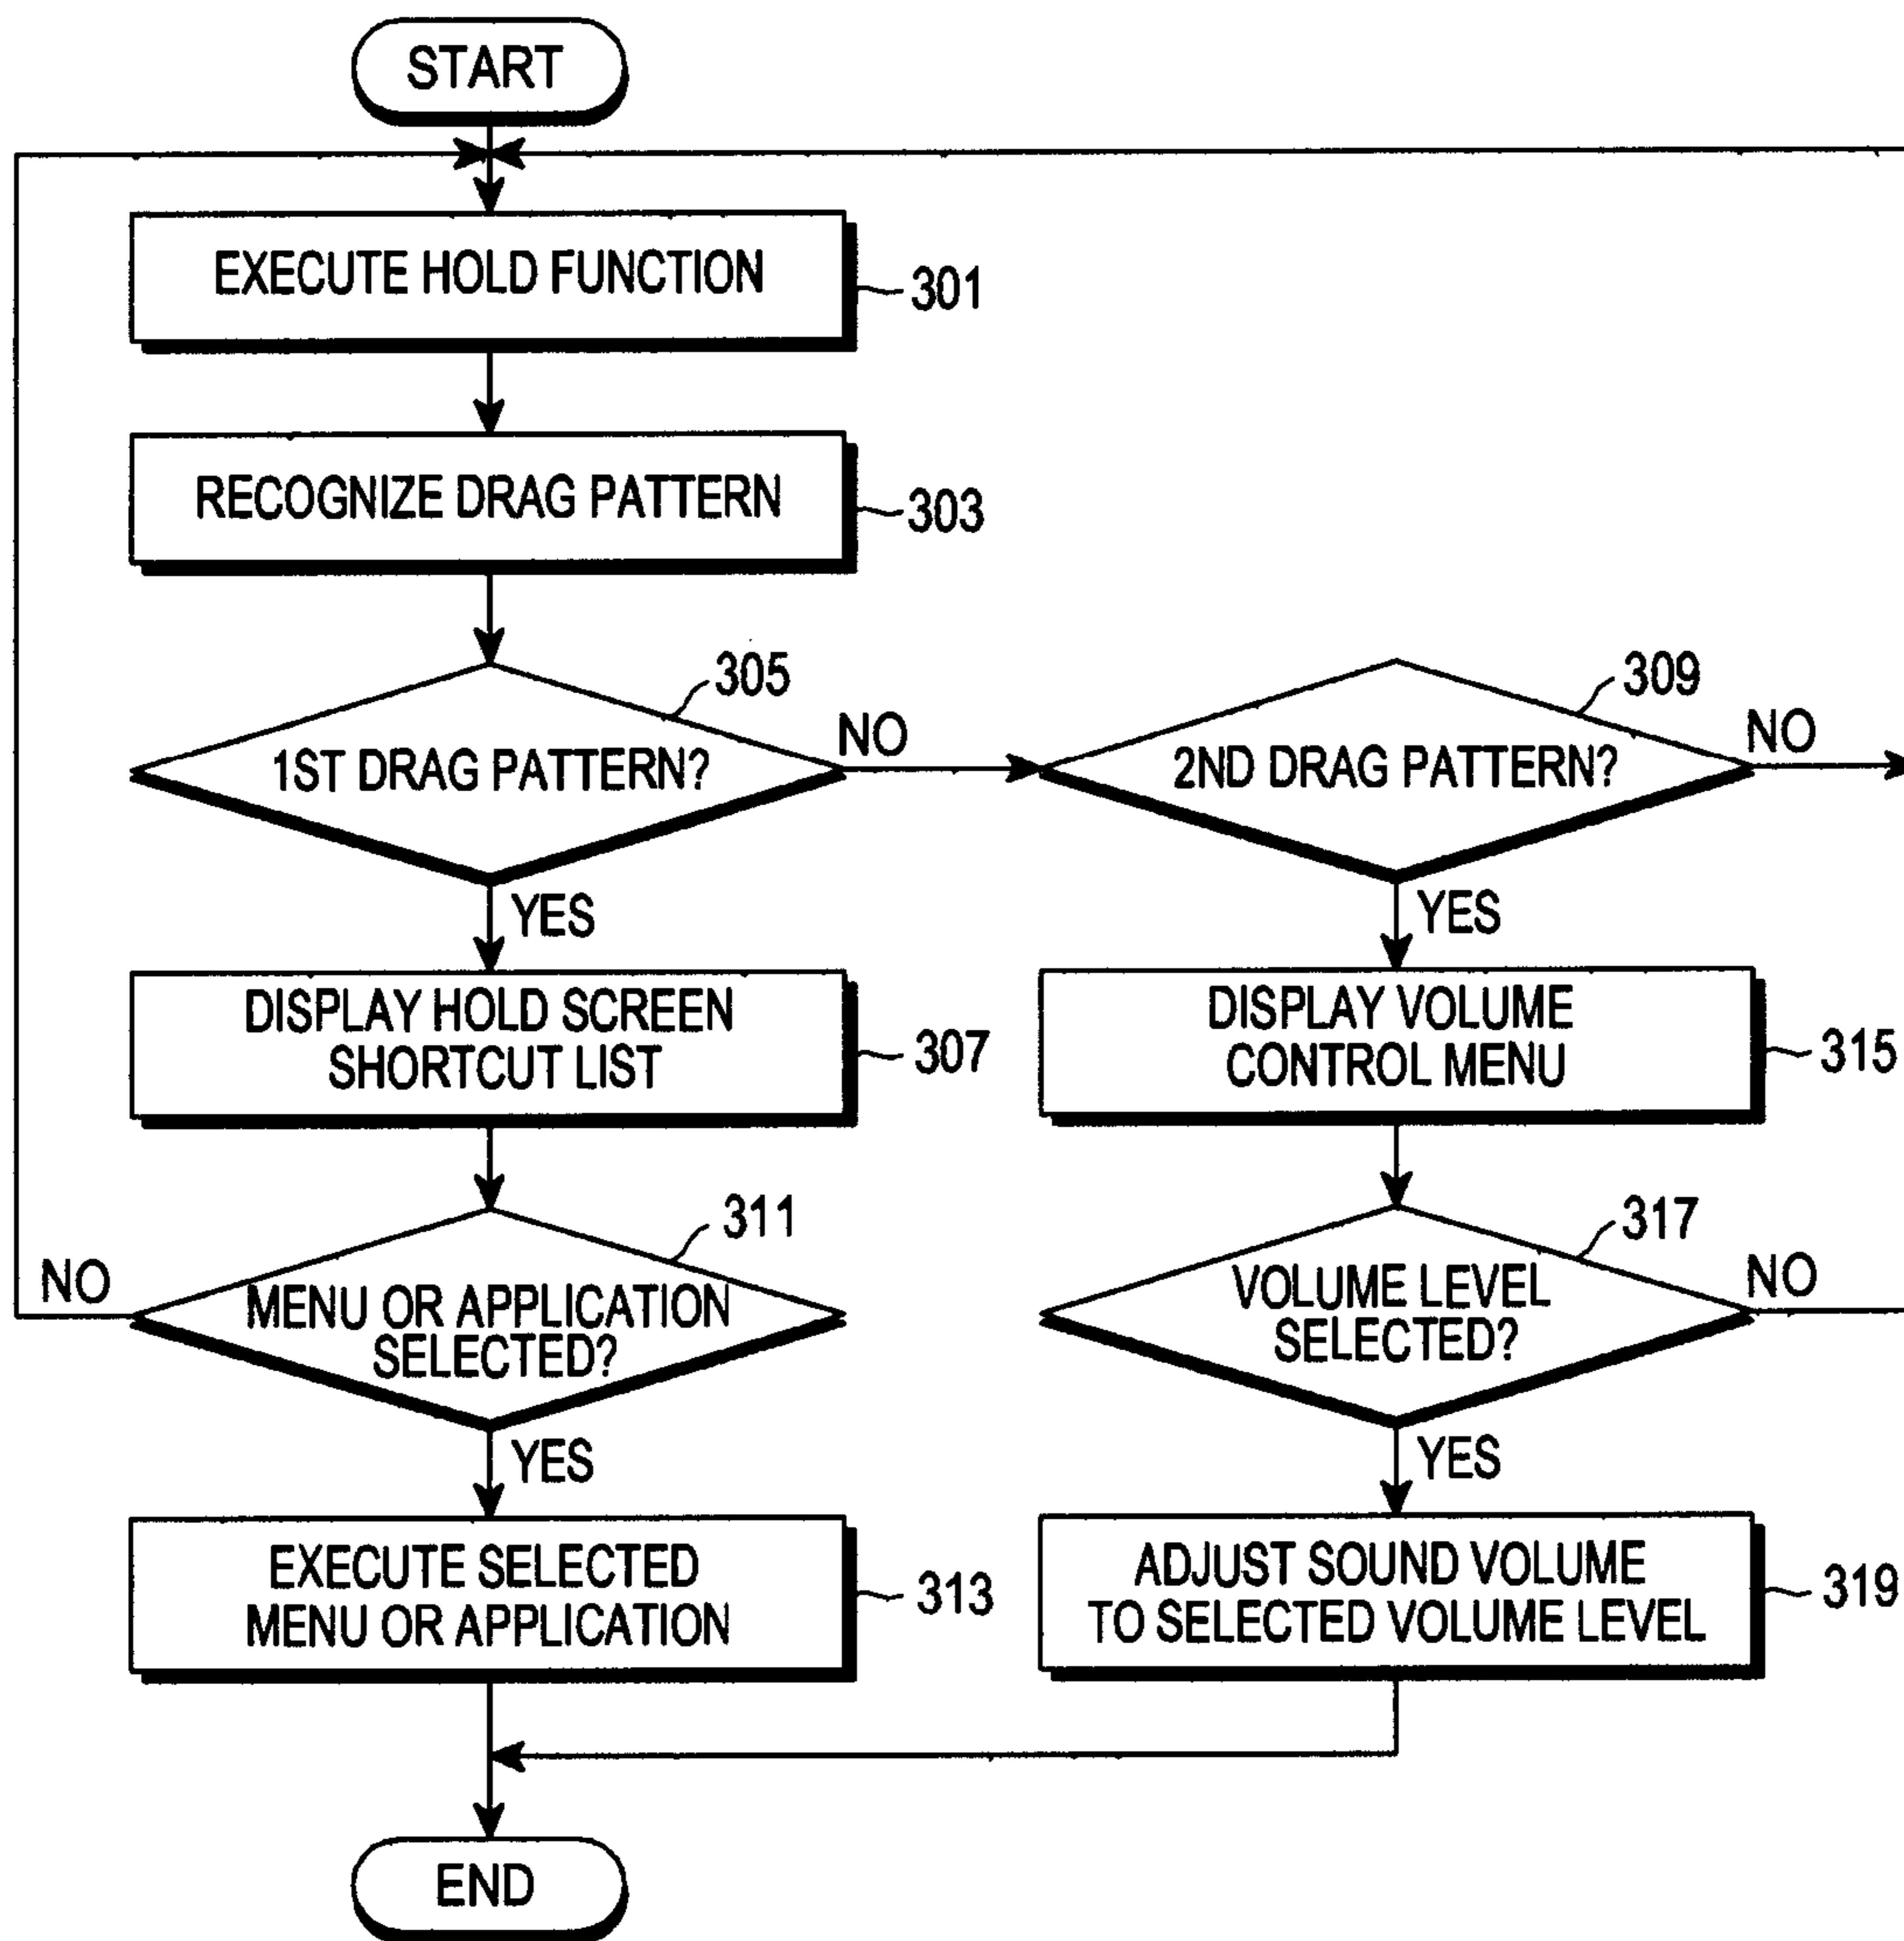 START
EXECUTE HOLD FUNCTION
301
RECOGNIZE DRAG PATTERN
303
305
1ST DRAG PATTERN?
NO
309
2ND DRAG PATTERN?
NO
YES
YES
DISPLAY HOLD SCREEN
SHORTCUT LIST
307
DISPLAY VOLUME
CONTROL MENU
315
311
MENU OR APPLICATION
SELECTED?
NO
317
VOLUME LEVEL
SELECTED?
NO
YES
YES
EXECUTE SELECTED
MENU OR APPLICATION
313
ADJUST SOUND VOLUME
TO SELECTED VOLUME LEVEL
319
END